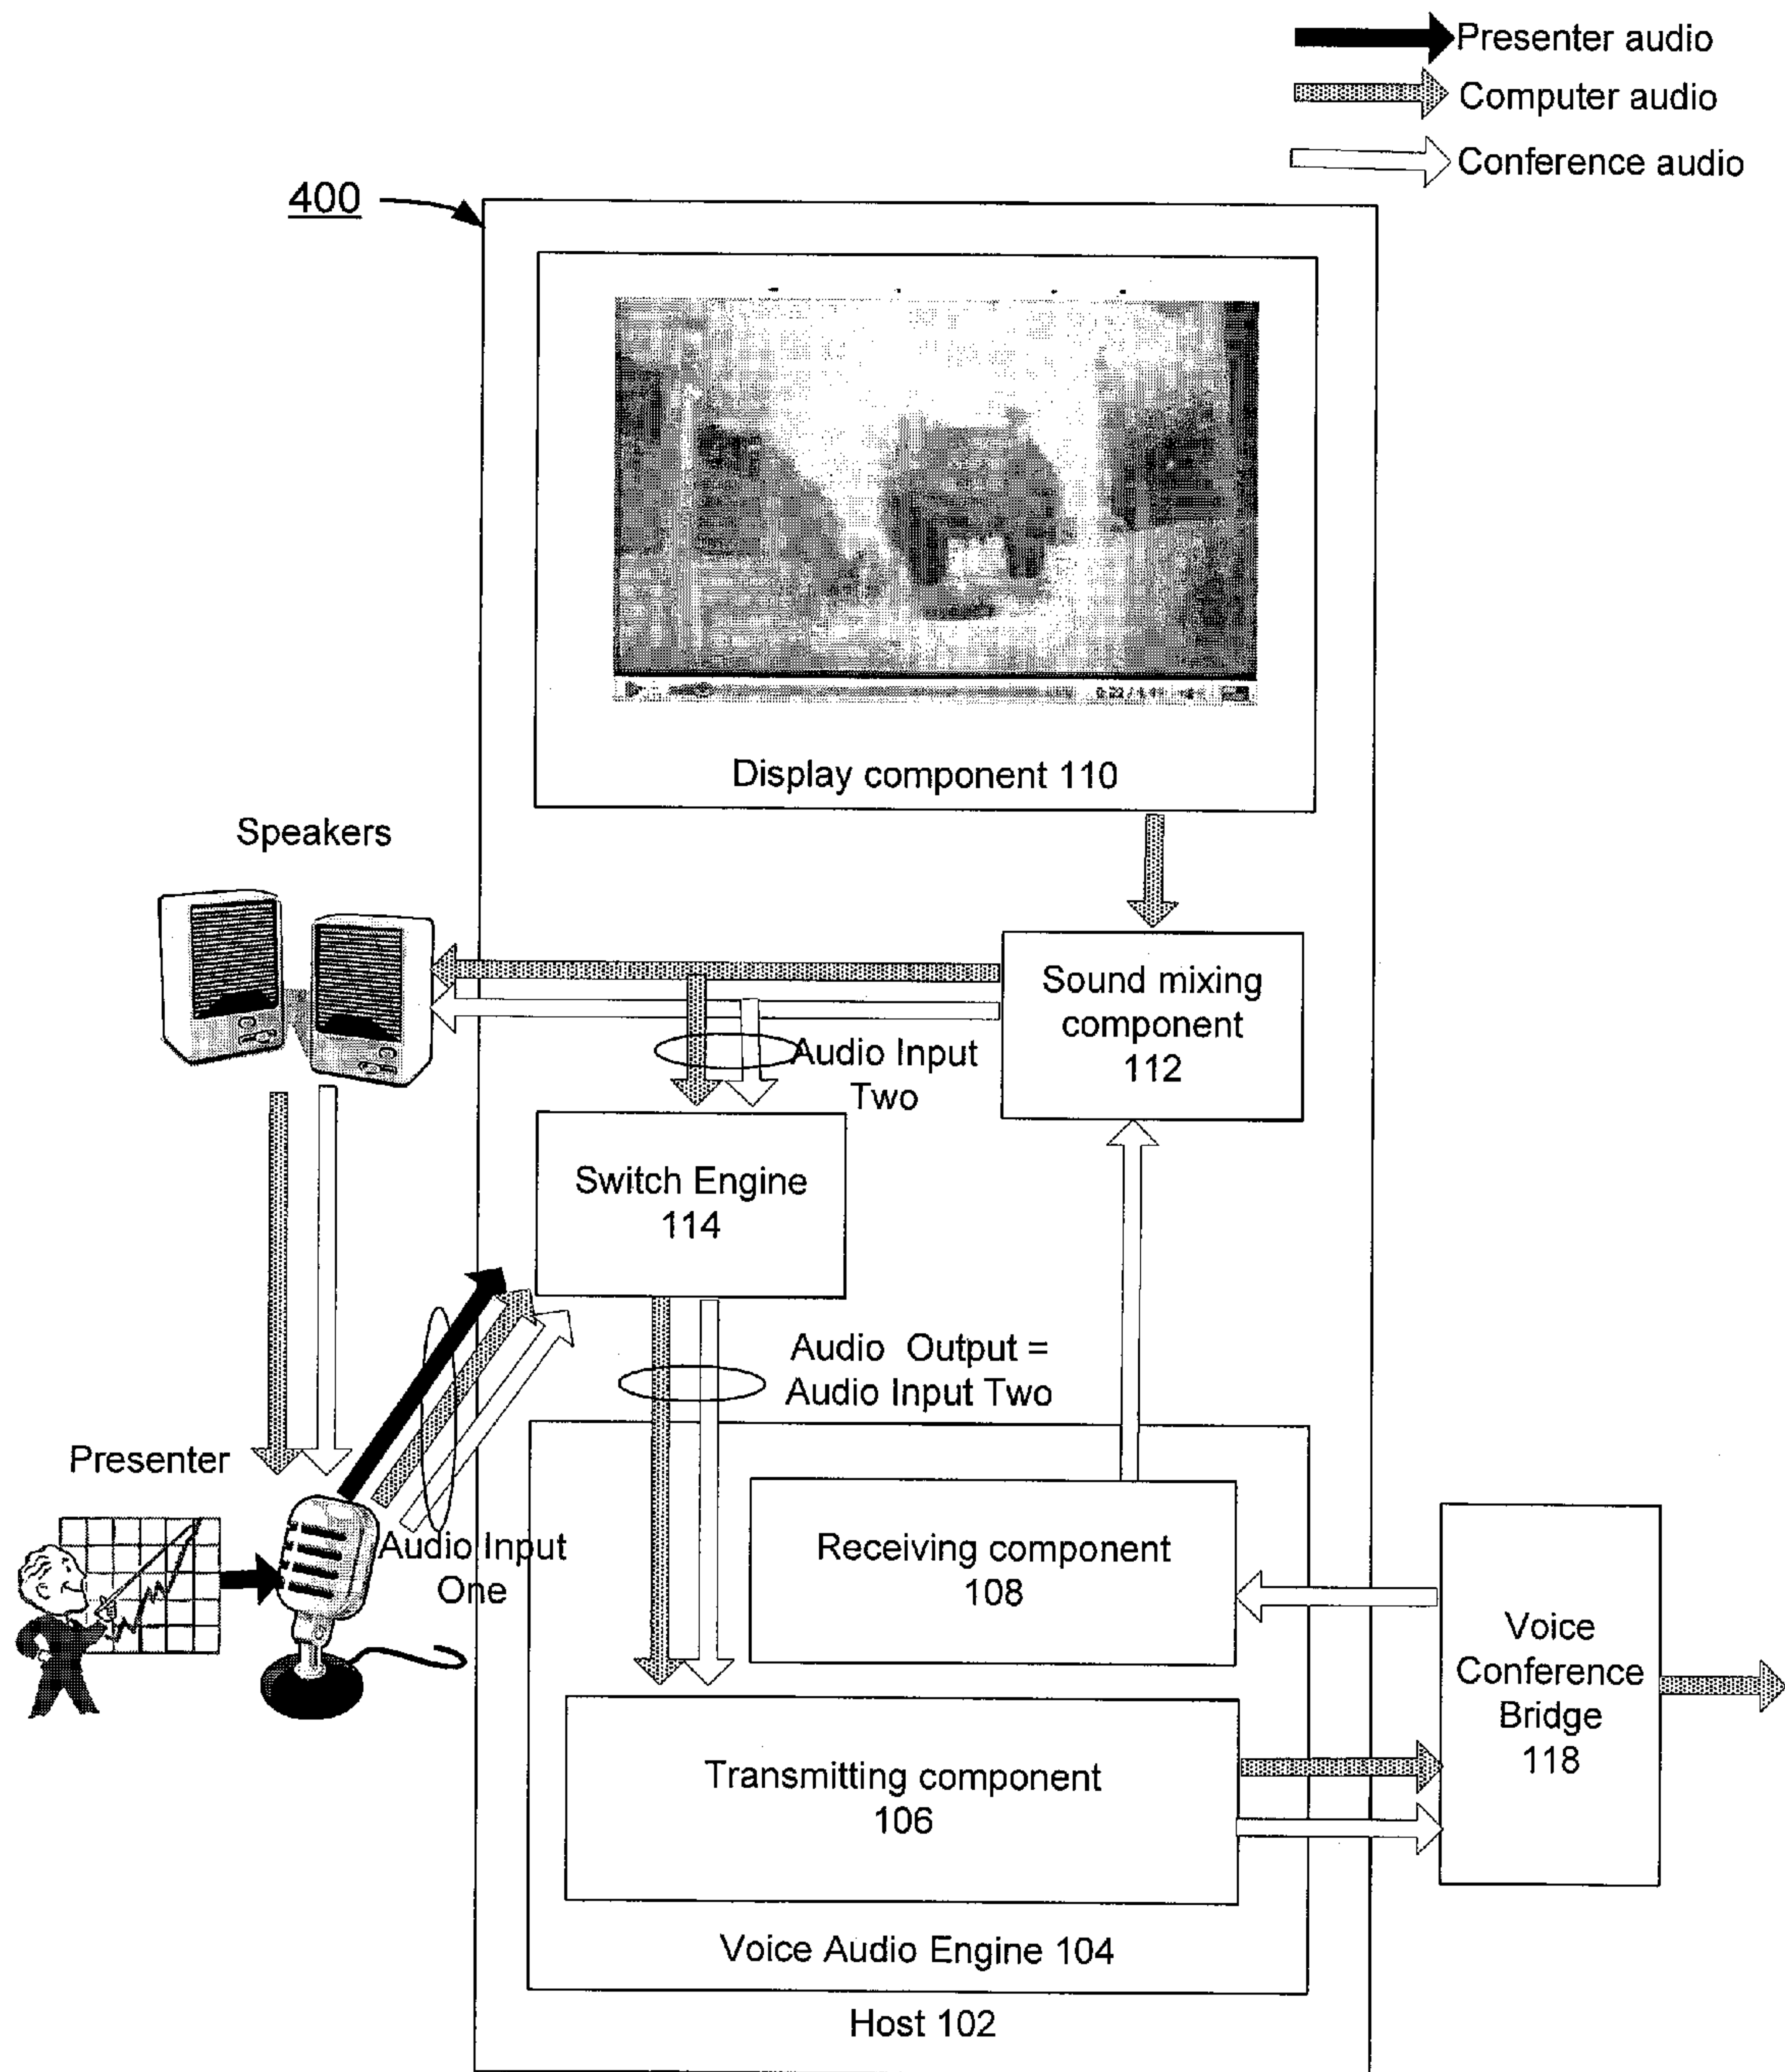 Presenter audio
Computer audio
Conference audio
400
Display component 110
Speakers
Sound mixing
component
112
Audio Input
Two
Switch Engine
114
Audio Output =
Audio Input Two
Presenter
Audio Input
One
Receiving component
108
Voice
Conference
Bridge
118
Transmitting component
106
Voice Audio Engine 104
Host 102